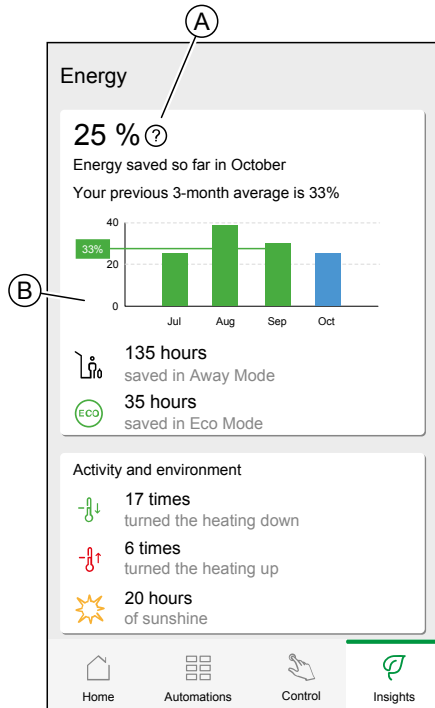 A
Energy
25 % ?
Energy saved so far in October
Your previous 3-month average is 33%
40
33%
20
B
0
Jul Aug Sep Oct
135 hours
saved in Away Mode
ECO
35 hours
saved in Eco Mode
Activity and environment
17 times
turned the heating down
6 times
turned the heating up
20 hours
of sunshine
Home Automations Control Insights